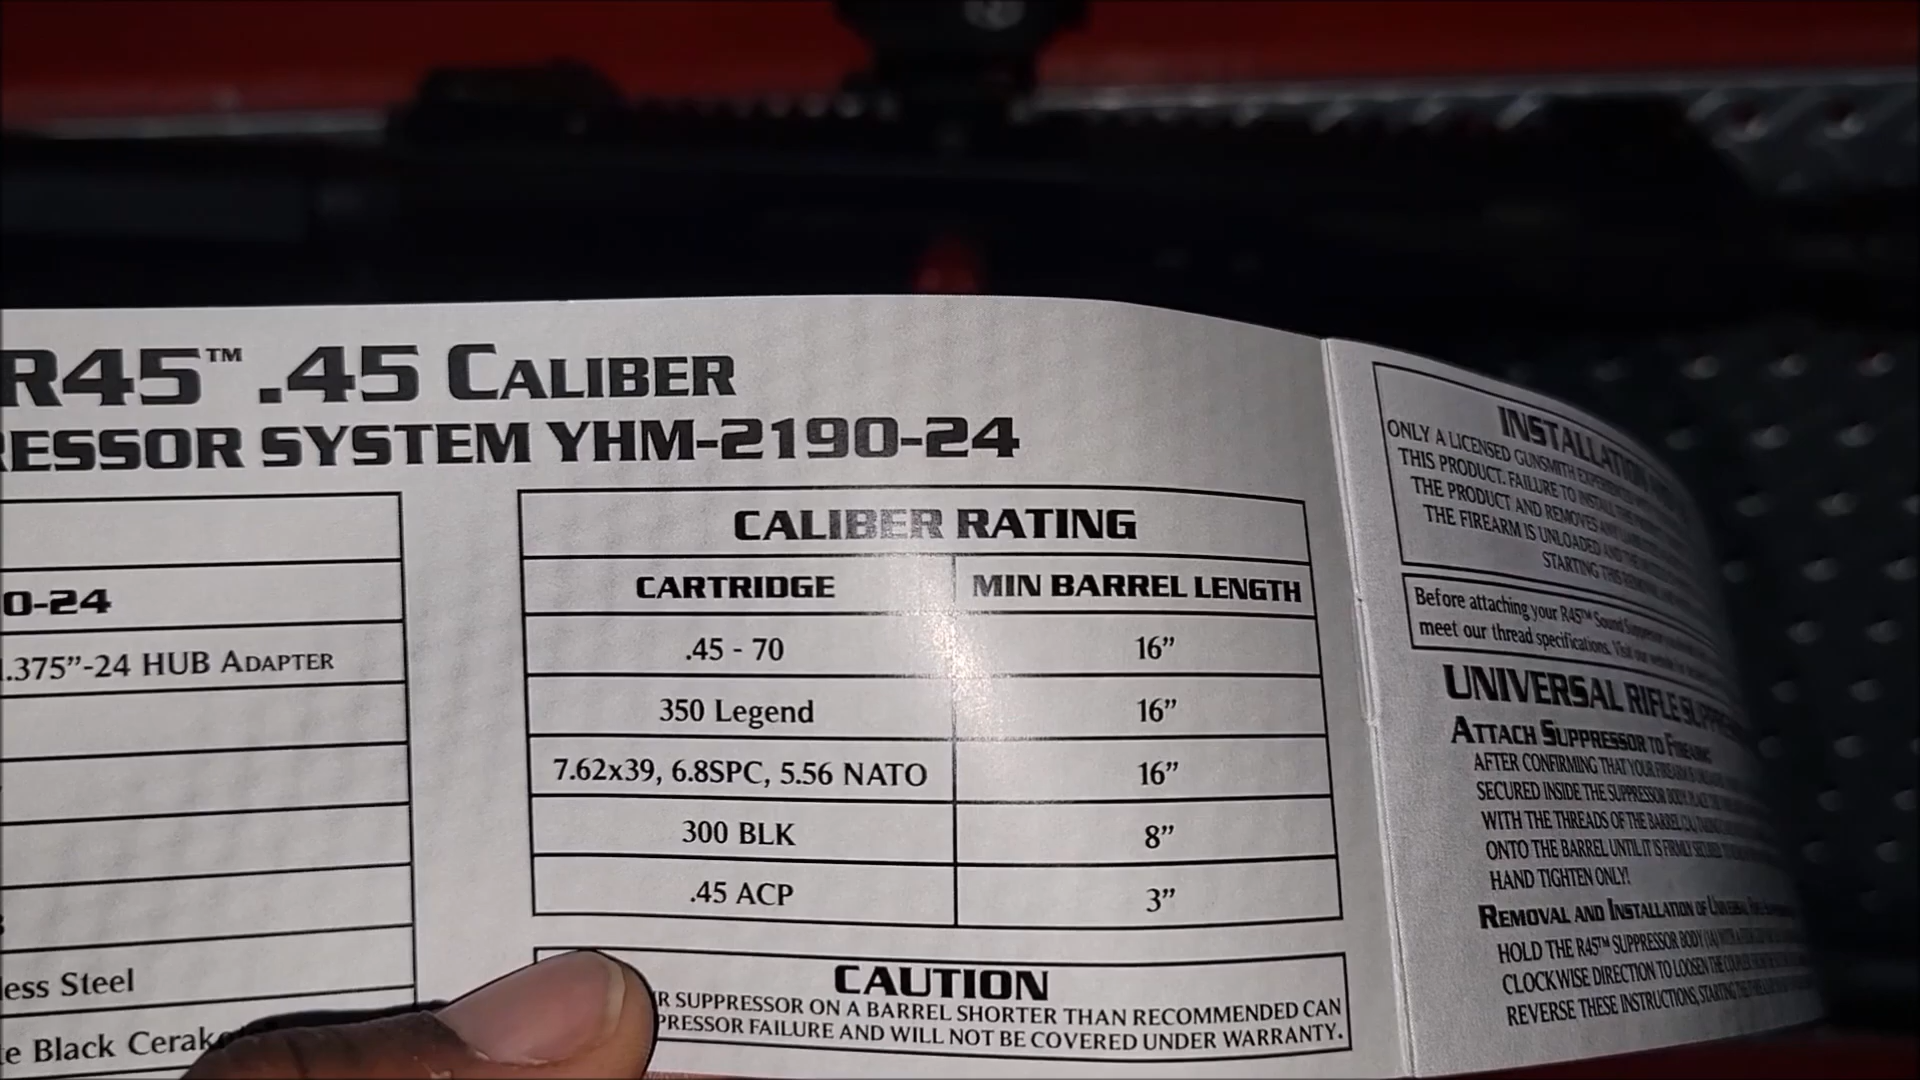 R45™ .45 CALIBER
RESSOR SYSTEM YHM-2190-24
0-24
.375”-24 HUB ADAPTER
less Steel
te Black
CALIBER RATING
CARTRIDGE MIN BARREL LENGTH
.45 - 70 16”
350 Legend 16”
7.62x39, 6.8SPC, 5.56 NATO 16”
300 BLK 8”
.45 ACP 3”
CAUTION
R SUPPRESSOR ON A BARREL SHORTER THAN RECOMMENDED CAN
PRESSOR FAILURE AND WILL NOT BE COVERED UNDER WARRANTY.
INSTALLATION
ONLY A LICENSED GUNSMITH EXPERIENCED
THIS PRODUCT. FAILURE TO INSTALL THIS
THE PRODUCT AND REMOVES ANY
THE FIREARM IS UNLOADED AND THE
STARTING THIS
Before attaching your R45™ Sound Suppressor
meet our thread specifications. Visit our website
UNIVERSAL RIFLE
ATTACH SUPPRESSOR TO FIREARM:
AFTER CONFIRMING THAT YOUR FIREARM IS UNLOADED
SECURED INSIDE THE SUPPRESSOR BODY, PLACE THE
WITH THE THREADS OF THE BARREL
ONTO THE BARREL UNTIL IT IS FIRMLY SECURED
HAND TIGHTEN ONLY!
REMOVAL AND INSTALLATION OF UNIVERSAL
HOLD THE R45™ SUPPRESSOR BODY (1A) WITH A
CLOCKWISE DIRECTION TO LOOSEN THE
REVERSE THESE INSTRUCTIONS, STARTING